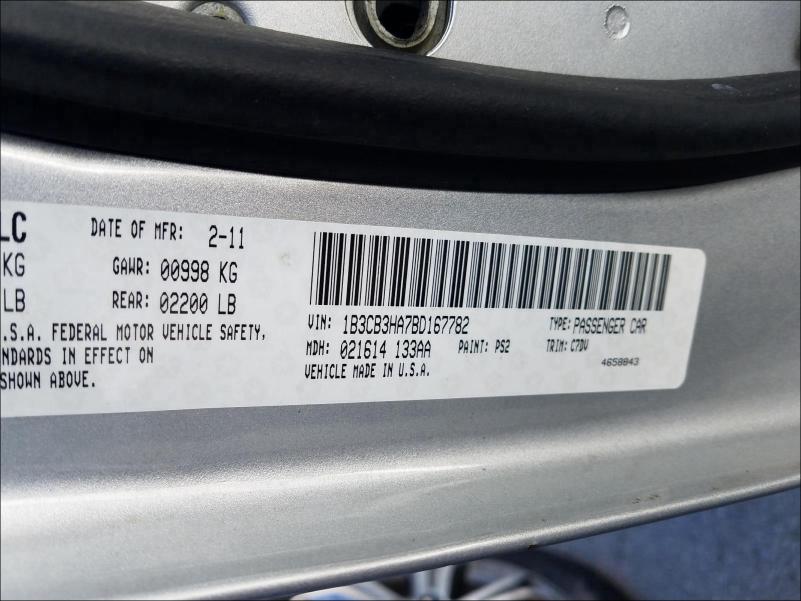 LC DATE OF MFR: 2-11
KG GAWR: 00998 KG
LB REAR: 02200 LB
.S.A. FEDERAL MOTOR VEHICLE SAFETY,
NDARDS IN EFFECT ON
SHOWN ABOVE.
VIN: 1B3CB3HA7BD167782 TYPE: PASSENGER CAR
MDH: 021614 133AA PAINT: PS2 TRIM: C7DV
VEHICLE MADE IN U.S.A. 4658843